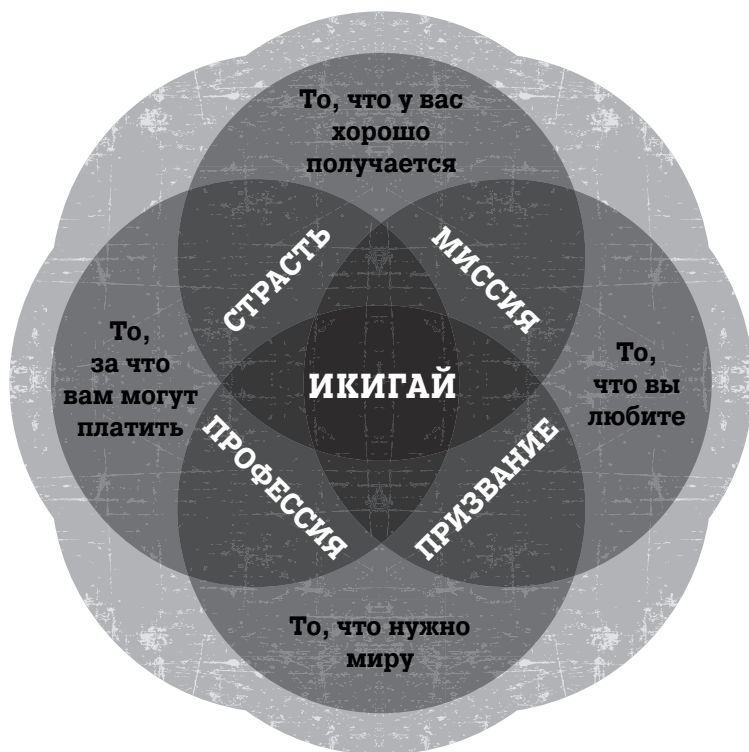 То, что у вас
хорошо
получается
СТРАСТЬ
МИССИЯ
То,
за что
вам могут
платить
ИКИГАЙ
То,
что вы
любите
ПРОФЕССИЯ
ПРИЗВАНИЕ
То, что нужно
миру